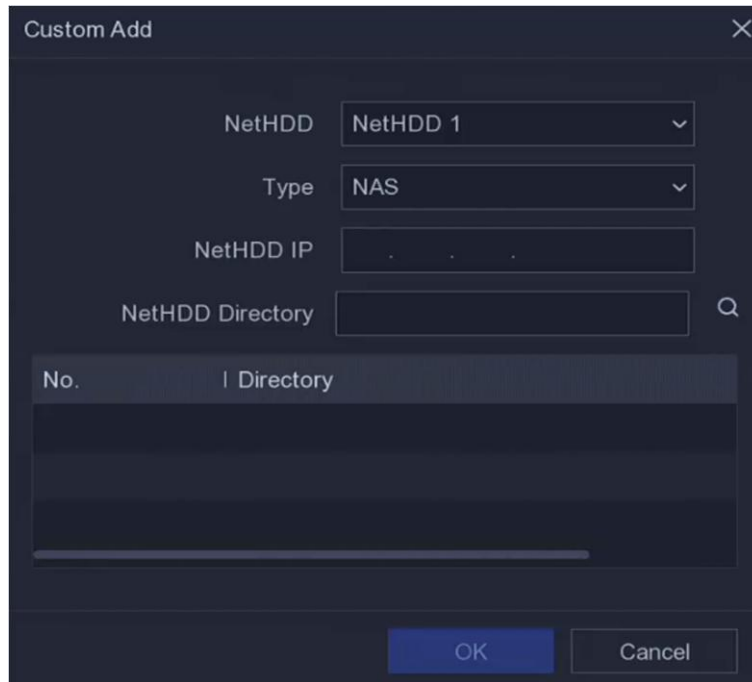 Custom Add
NetHDD NetHDD 1
Type NAS
NetHDD IP . . .
NetHDD Directory
No. Directory
OK Cancel